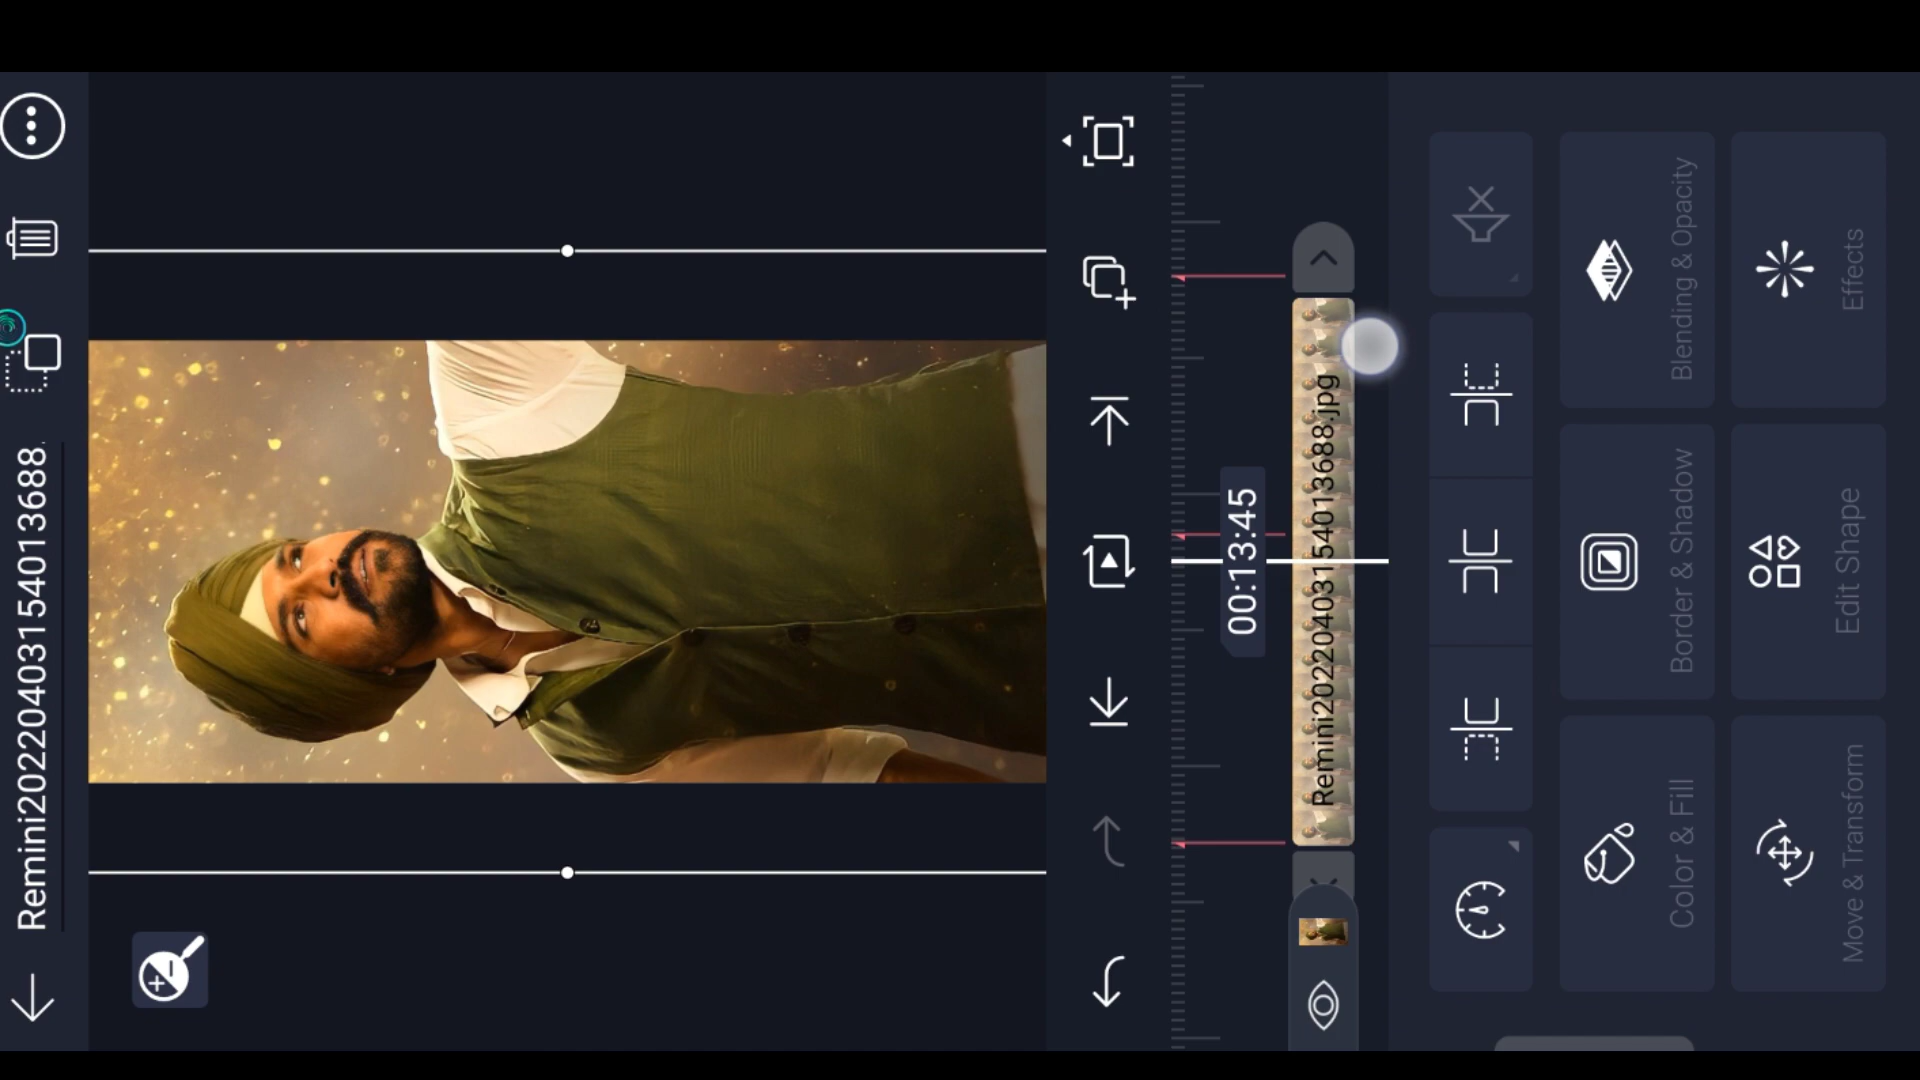 Remini20220403154013688.
00:13:45
Remini20220403154013688.jpg
Color & Fill
Border & Shadow
Blending & Opacity
Move & Transform
Edit Shape
Effects